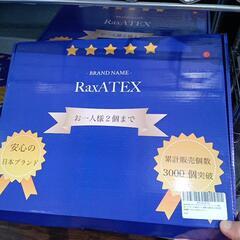 - BRAND NAME -
RaxATEX
お一人様2個まで
安心の
日本ブランド
累計販売個数
3000個突破